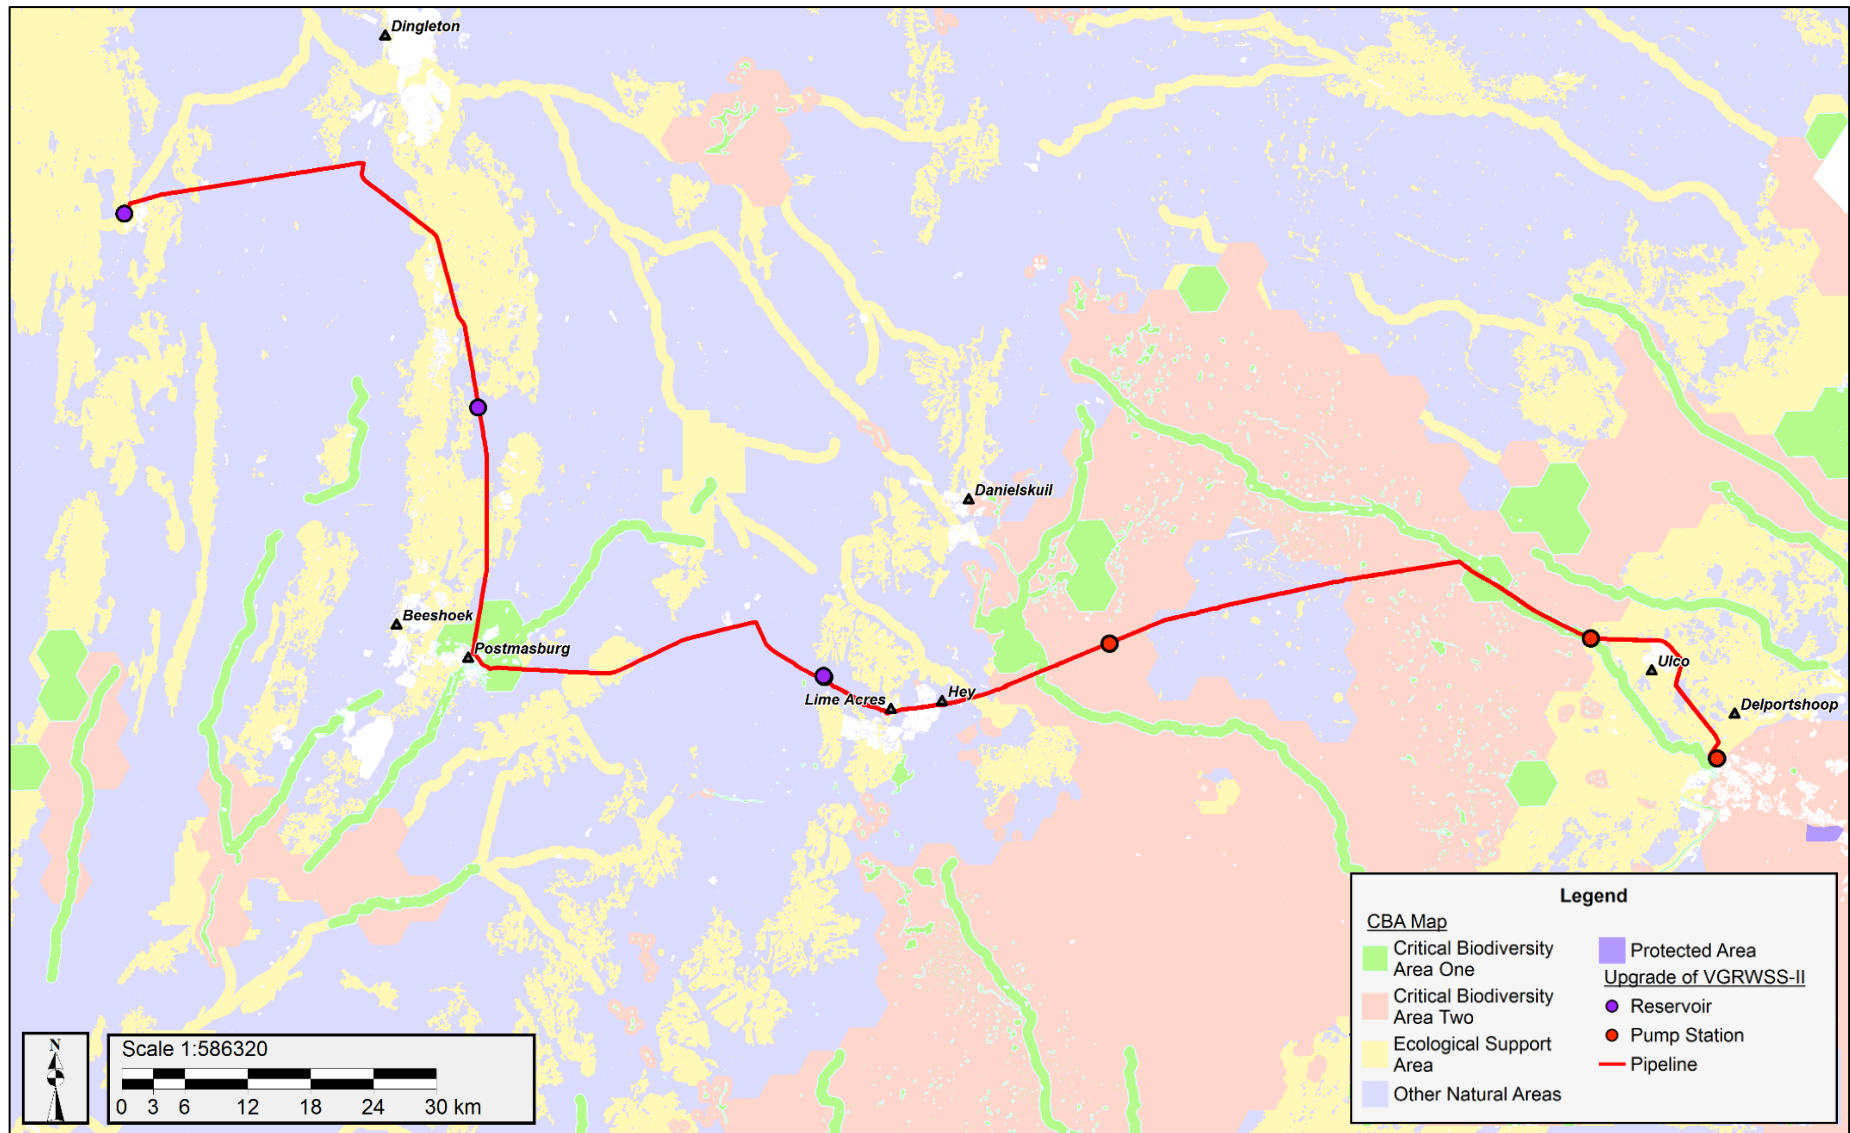 Dingleton
Danielskuil
Beeshoek
Postmasburg
Ulco
Hey
Lime Acres
Delportshoop
N
Scale 1:586320
0 3 6 12 18 24 30 km
Legend
CBA Map
Critical Biodiversity
Area One
Critical Biodiversity
Area Two
Ecological Support
Area
Other Natural Areas
Protected Area
Upgrade of VGRWSS-II
Reservoir
Pump Station
Pipeline